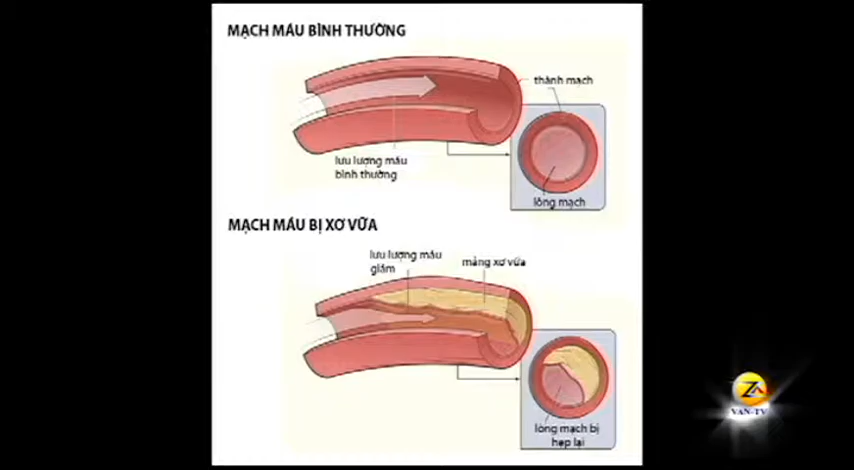 MẠCH MÁU BÌNH THƯỜNG
thành mạch
lưu lượng máu
bình thường
lòng mạch
MẠCH MÁU BỊ XƠ VỮA
lưu lượng máu
giảm
mảng xơ vữa
lòng mạch bị
hẹp lại
VAN-TV